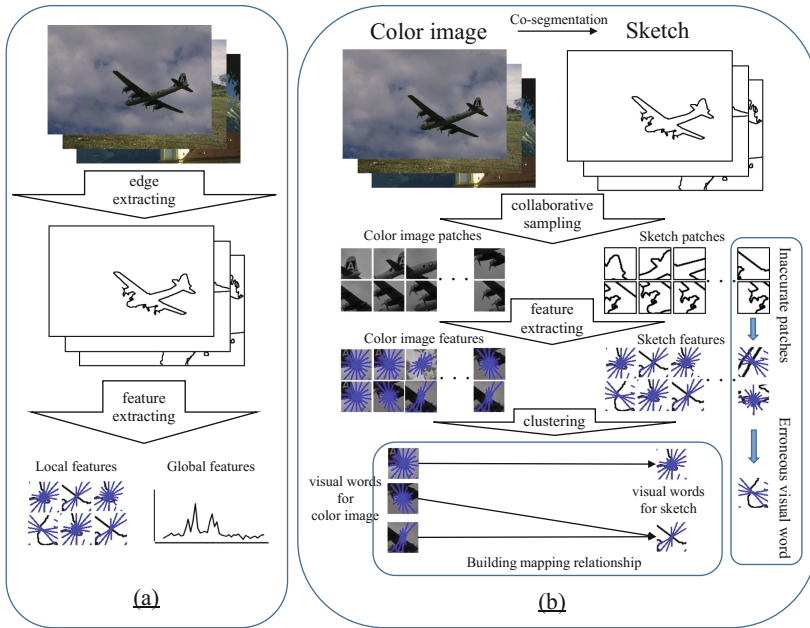 edge
extracting
feature
extracting
Local features
Global features
(a)
Color image
Co-segmentation
Sketch
collaborative
sampling
Color image patches
Sketch patches
. . .
. . .
Inaccurate patches
feature
extracting
Color image features
Sketch features
. . .
. . .
clustering
Erroneous visual word
visual words
for
color image
visual words
for sketch
Building mapping relationship
(b)